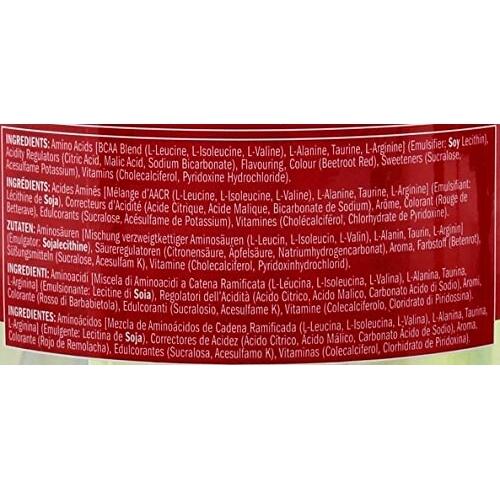 INGREDIENTS: Amino Acids [BCAA Blend (L-Leucine, L-Isoleucine, L-Valine), L-Alanine, Taurine, L-Arginine] (Emulsifier: Soy Lecithin),
Acidity Regulators (Citric Acid, Malic Acid, Sodium Bicarbonate), Flavouring, Colour (Beetroot Red), Sweeteners (Sucralose,
Acesulfame Potassium), Vitamins (Cholecalciferol, Pyridoxine Hydrochloride).
INGRÉDIENTS: Acides Aminés [Mélange d'AACR (L-Leucine, L-Isoleucine, L-Valine), L-Alanine, Taurine, L-Arginine] (Emulsifiant:
Lécithine de Soja), Correcteurs d'Acidité (Acide Citrique, Acide Malique, Bicarbonate de Sodium), Arôme, Colorant (Rouge de
Betterave), Edulcorants (Sucralose, Acésulfame de Potassium), Vitamines (Cholécalciférol, Chlorhydrate de Pyridoxine).
ZUTATEN: Aminosäuren [Mischung verzweigtkettiger Aminosäuren (L-Leucin, L-Isoleucin, L-Valin), L-Alanin, Taurin, L-Arginin]
(Emulgator: Sojalecithine), Säureregulatoren (Citronensäure, Äpfelsäure, Natriumhydrogencarbonat), Aroma, Farbstoff (Betenrot),
Süßungsmitteln (Sucralose, Acesulfam K), Vitamine (Cholecalciferol, Pyridoxinhydrochlorid).
INGREDIENTI: Aminoacidi [Miscela di Aminoacidi a Catena Ramificata (L-Leucina, L-Isoleucina, L-Valina), L-Alanina, Taurina,
L-Arginina] (Emulsionante: Lecitina di Soia), Regolatori dell'Acidità (Acido Citrico, Acido Malico, Carbonato Acido di Sodio), Aromi,
Colorante (Rosso di Barbabietola), Edulcoranti (Sucralosio, Acesulfame K), Vitamine (Colecalciferolo, Cloridrato di Piridossina).
INGREDIENTES: Aminoácidos [Mezcla de Aminoácidos de Cadena Ramificada (L-Leucina, L-Isoleucina, L-Valina), L-Alanina, Taurina,
L-Arginina] (Emulgente: Lecitina de Soja), Correctores de Acidez (Ácido Cítrico, Ácido Málico, Carbonato Ácido de Sodio), Aroma,
Colorante (Rojo de Remolacha), Edulcorantes (Sucralosa, Acesulfamo K), Vitaminas (Colecalciferol, Clorhidrato de Piridoxina).